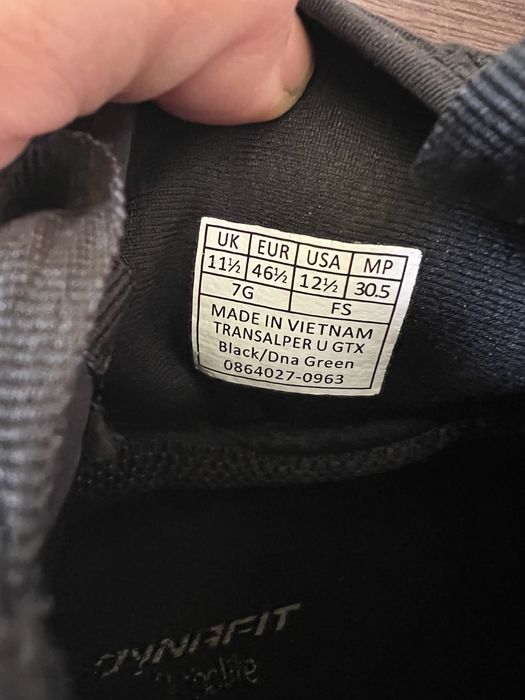 UK EUR USA MP
11½ 46½ 12½ 30.5
7G FS
MADE IN VIETNAM
TRANSALPER U GTX
Black/Dna Green
0864027-0963
DYNAFIT